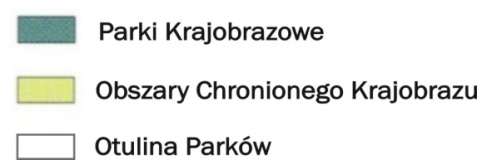 Parki Krajobrazowe
Obszary Chronionego Krajobrazu
Otulina Parków